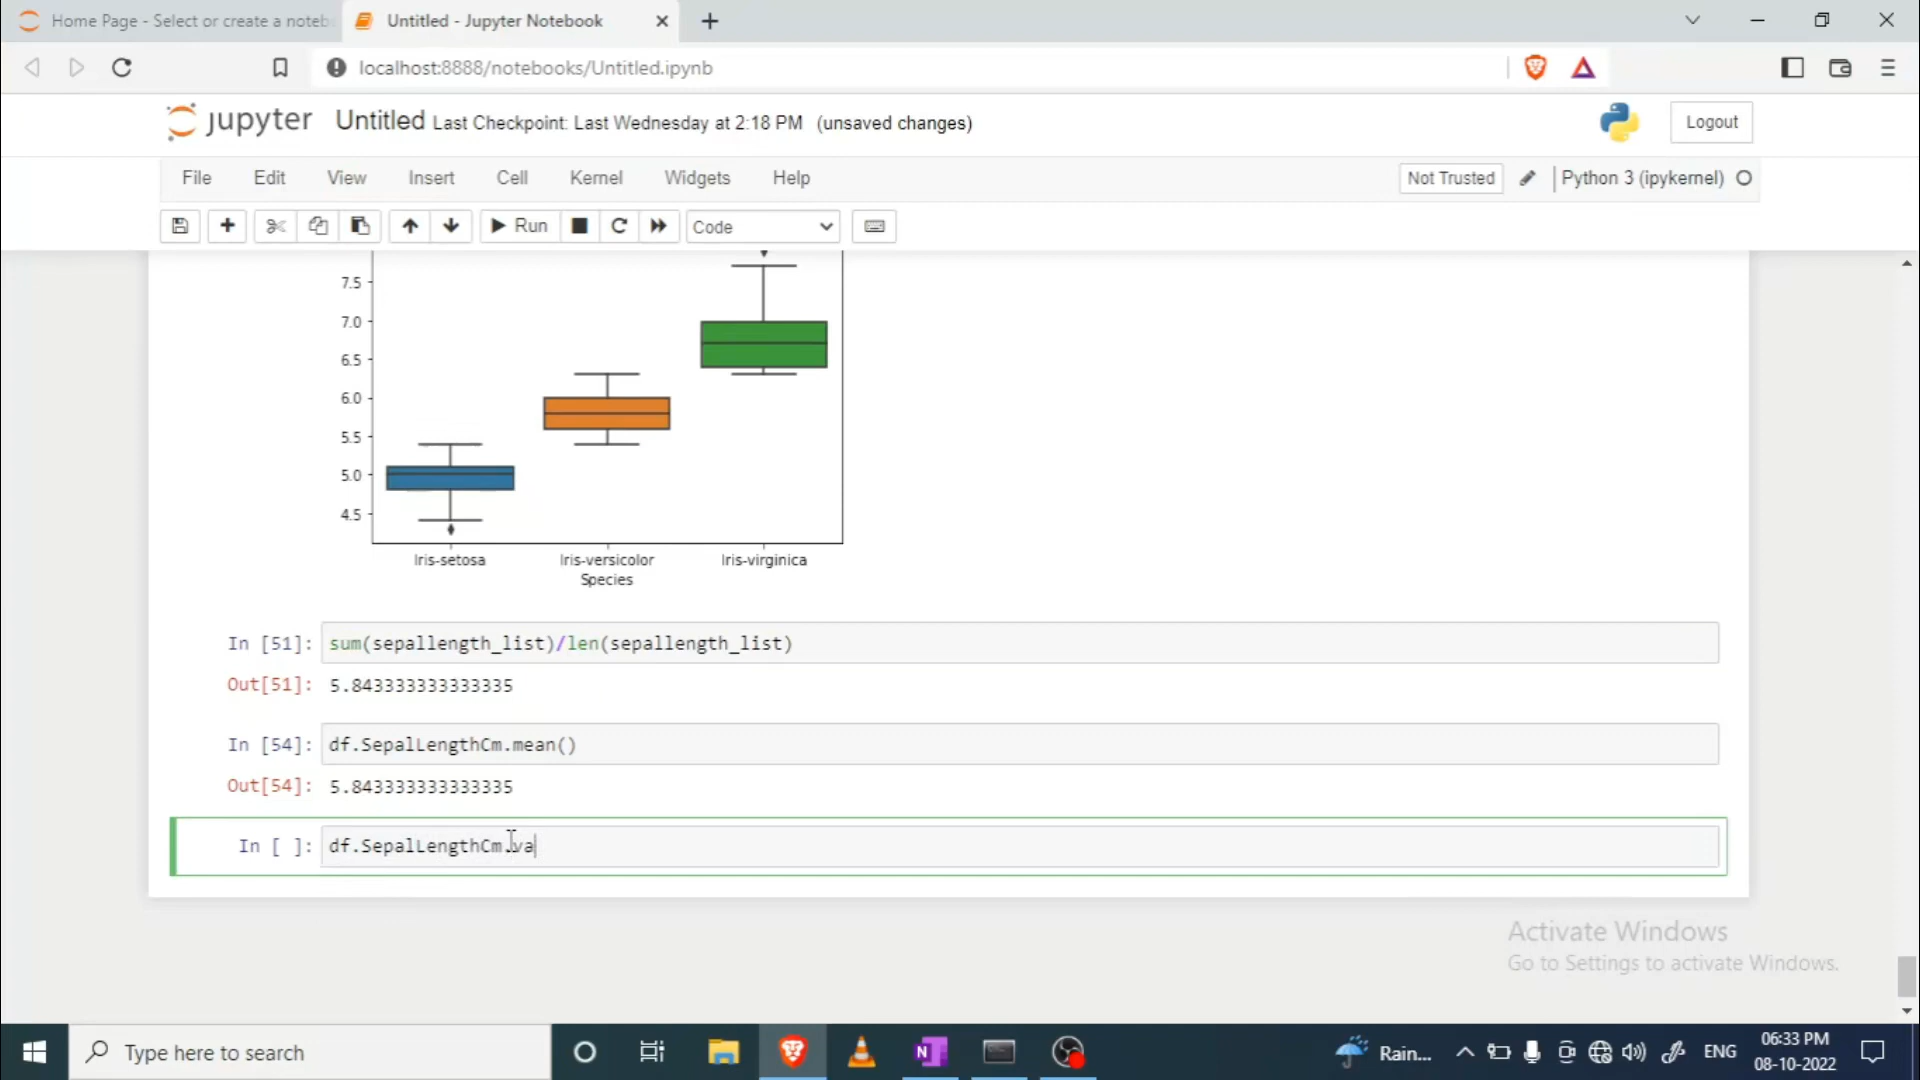 Home Page - Select or create a noteb
Untitled - Jupyter Notebook
localhost:8888/notebooks/Untitled.ipynb
jupyter Untitled Last Checkpoint: Last Wednesday at 2:18 PM (unsaved changes)
Logout
File Edit View Insert Cell Kernel Widgets Help
Not Trusted
Python 3 (ipykernel)
Run
Code
7.5
7.0
6.5
6.0
5.5
5.0
4.5
Iris-setosa Iris-versicolor Iris-virginica
Species
In [51]: sum(sepallength_list)/len(sepallength_list)
Out[51]: 5.843333333333335
In [54]: df.SepalLengthCm.mean()
Out[54]: 5.843333333333335
In [ ]: df.SepalLengthCm.va
Activate Windows
Go to Settings to activate Windows.
Type here to search
N
Rain...
ENG
06:33 PM
08-10-2022